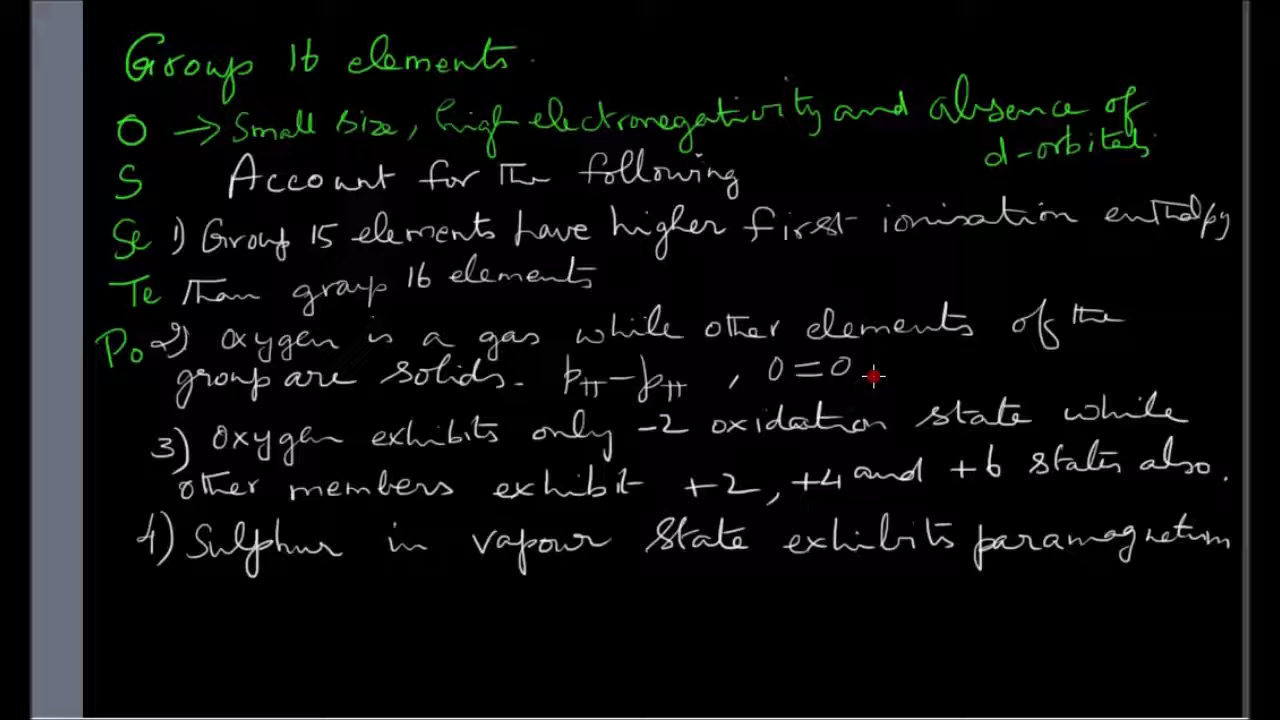 Group 16 elements.
O → Small size, high electronegativity and absence of
d-orbitals
S Account for the following
Se 1) Group 15 elements have higher first ionisation enthalpy
Te Than group 16 elements
Po 2) Oxygen is a gas while other elements of the
group are solids. pπ-pπ , O=O
3) Oxygen exhibits only -2 oxidation state while
other members exhibit +2, +4 and +6 states also.
4) Sulphur in vapour state exhibits paramagnetism